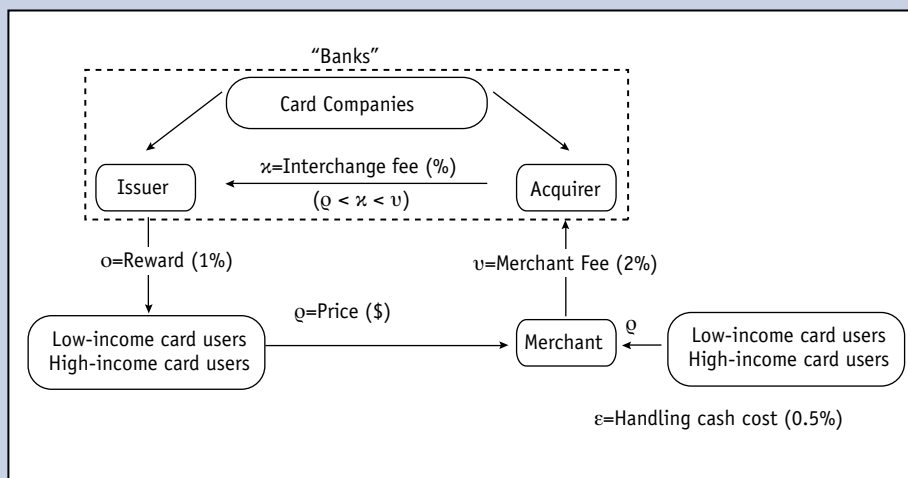 “Banks”
Card Companies
ϰ=Interchange fee (%)
Issuer
Acquirer
(ϱ < ϰ < υ)
ο=Reward (1%)
υ=Merchant Fee (2%)
ϱ=Price ($)
Low-income card users
High-income card users
Merchant
ϱ
Low-income card users
High-income card users
ε=Handling cash cost (0.5%)